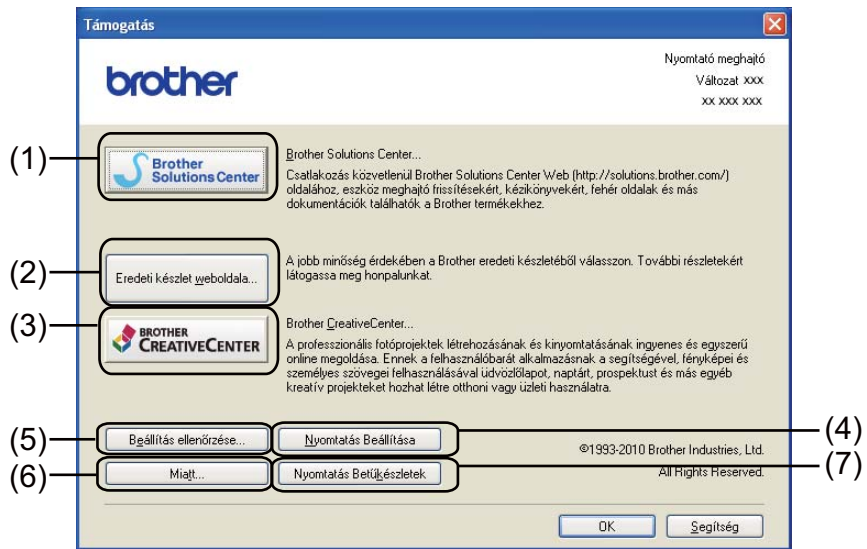 Támogatás
brother
Nyomtató meghajtó
Változat xxx
xx xxx xxx
(1)
Brother
Solutions Center
Brother Solutions Center...
Csatlakozás közvetlenül Brother Solutions Center Web (http://solutions.brother.com/)
oldalához, eszköz meghajtó frissítésekért, kézikönyvekért, fehér oldalak és más
dokumentációk találhatók a Brother termékekhez.
(2)
Eredeti készlet weboldala...
A jobb minőség érdekében a Brother eredeti készletéből válasszon. További részletekért
látogassa meg honpalunkat.
(3)
BROTHER
CREATIVECENTER
Brother CreativeCenter...
A professzionális fotóprojektek létrehozásának és kinyomtatásának ingyenes és egyszerű
online megoldása. Ennek a felhasználóbarát alkalmazásnak a segítségével, fényképei és
személyes szövegei felhasználásával üdvözlőlapot, naptárt, prospektust és más egyéb
kreatív projekteket hozhat létre otthoni vagy üzleti használatra.
(5)
Beállítás ellenőrzése...
Nyomtatás Beállítása
(4)
©1993-2010 Brother Industries, Ltd.
(6)
Miatt...
Nyomtatás Betűkészletek
(7)
All Rights Reserved.
OK
Segítség